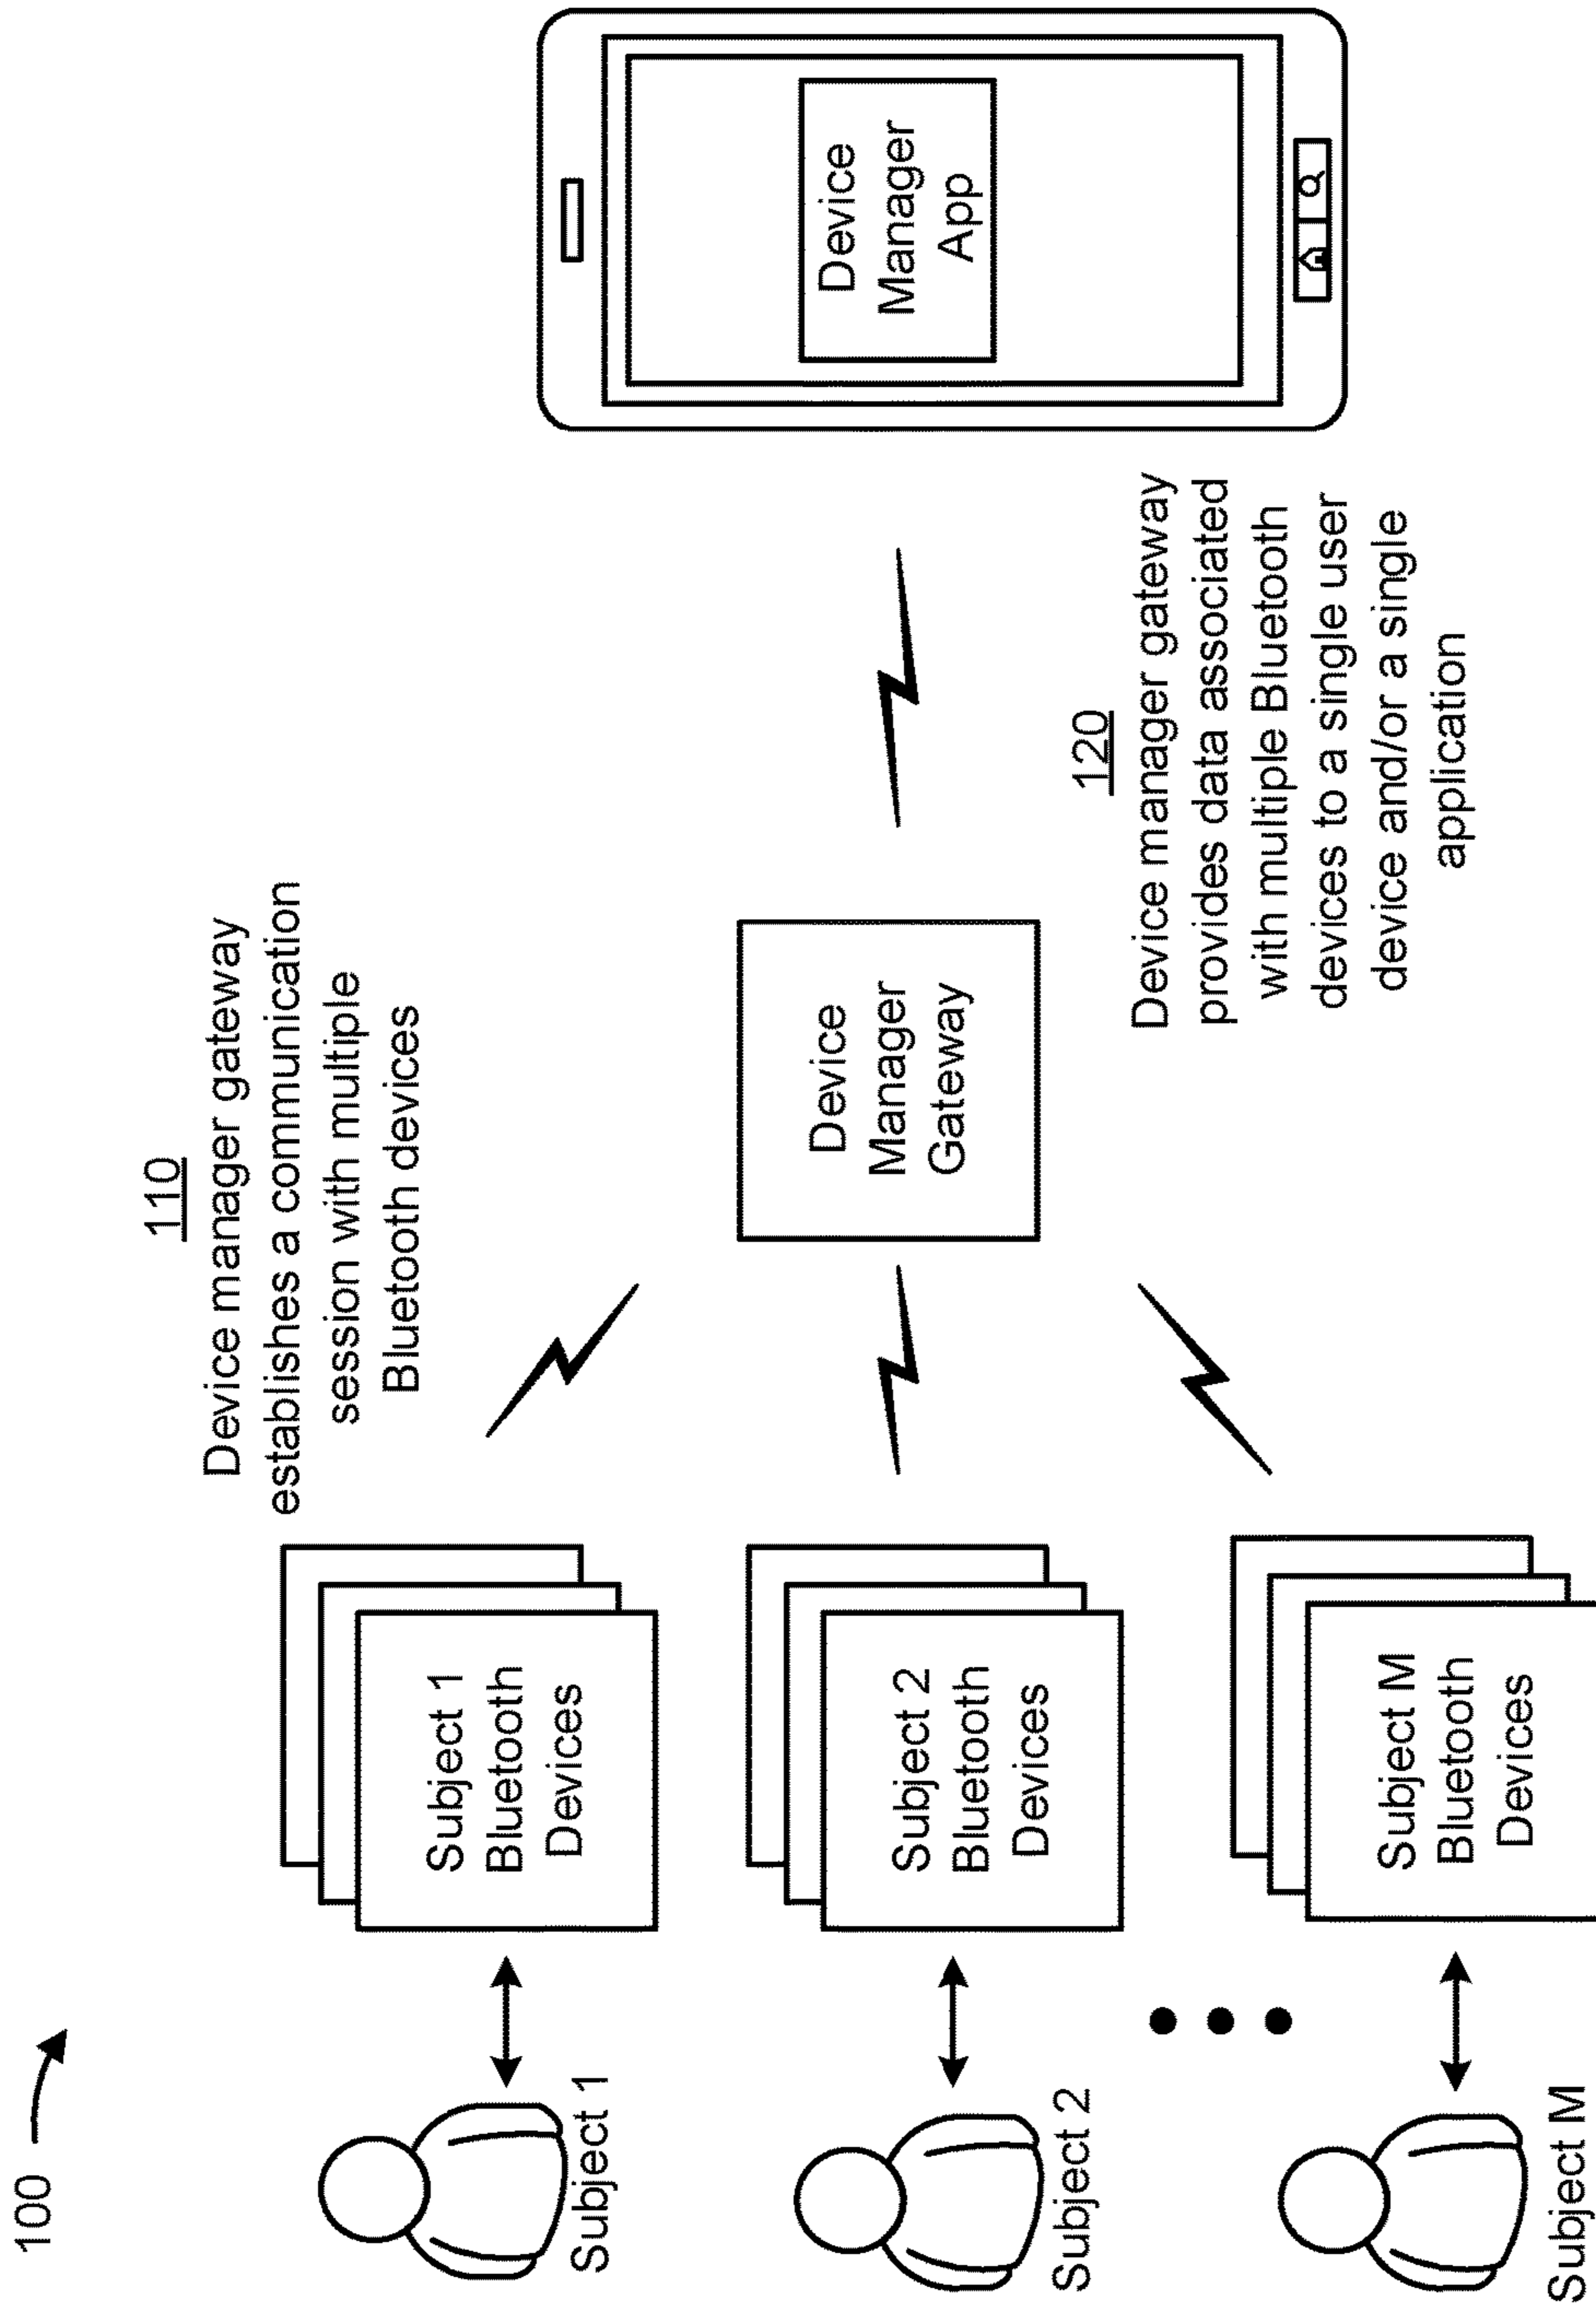 100
110
Device manager gateway
establishes a communication
session with multiple
Bluetooth devices
Subject 1
Subject 1
Bluetooth
Devices
Subject 2
Subject 2
Bluetooth
Devices
Subject M
Subject M
Bluetooth
Devices
Device
Manager
Gateway
120
Device manager gateway
provides data associated
with multiple Bluetooth
devices to a single user
device and/or a single
application
Device
Manager
App